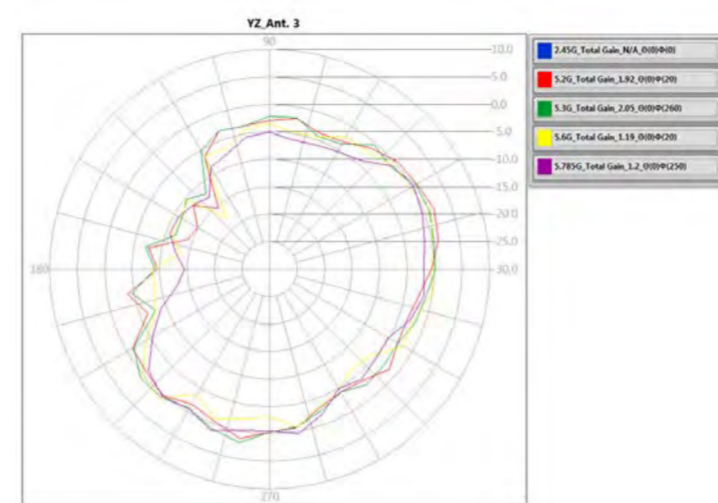 YZ_Ant. 3
90
10.0
5.0
0.0
-5.0
-10.0
-15.0
-20.0
-25.0
180
-30.0
270
2.45G_Total Gain_N/A_Θ(0)Φ(0)
5.2G_Total Gain_1.92_Θ(0)Φ(20)
5.3G_Total Gain_2.05_Θ(0)Φ(260)
5.6G_Total Gain_1.19_Θ(0)Φ(20)
5.785G_Total Gain_1.2_Θ(0)Φ(250)